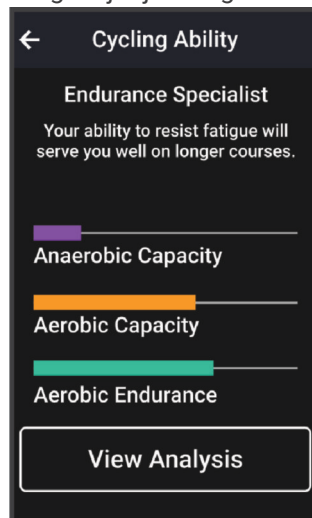 Cycling Ability
Endurance Specialist
Your ability to resist fatigue will
serve you well on longer courses.
Anaerobic Capacity
Aerobic Capacity
Aerobic Endurance
View Analysis